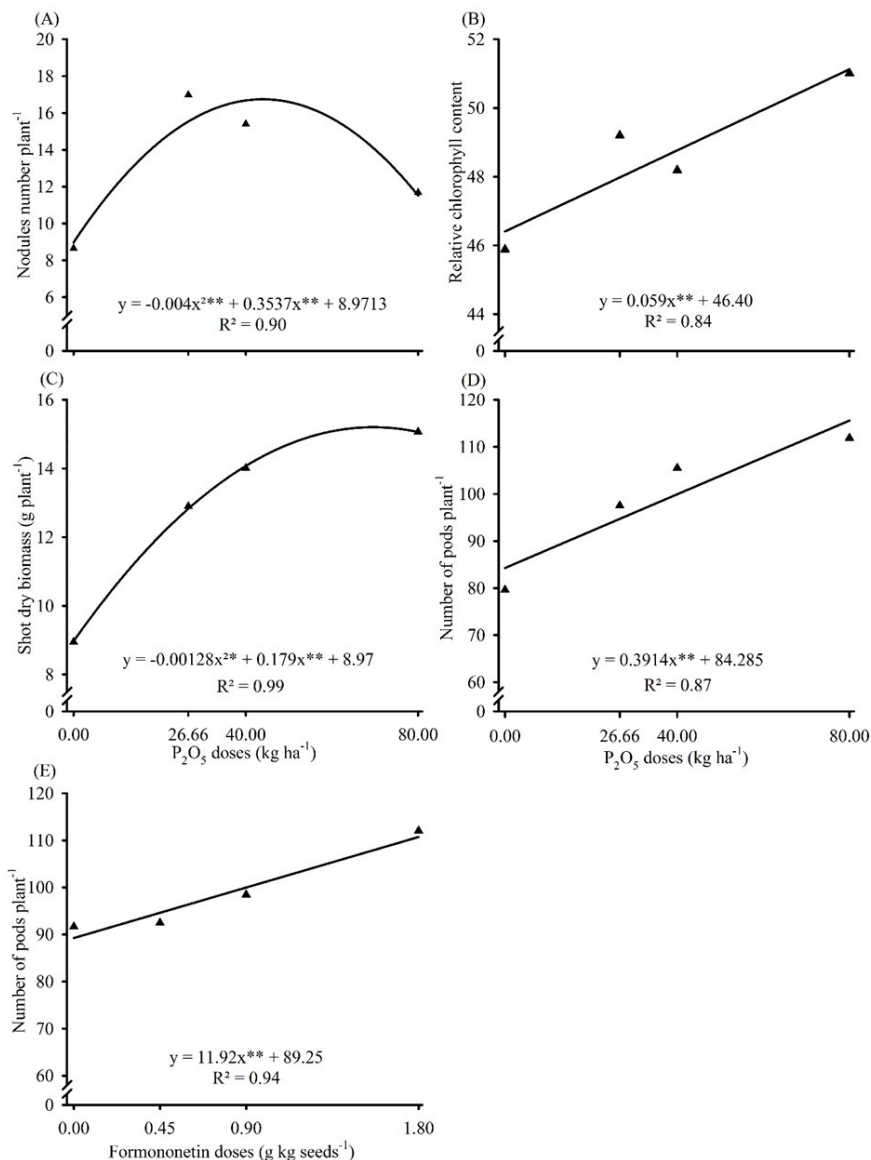 (A)
20
18
16
14
12
10
8
6
0
Nodules number plant⁻¹
y = -0.004x²** + 0.3537x** + 8.9713
R² = 0.90
(B)
52
50
48
46
44
0
Relative chlorophyll content
y = 0.059x** + 46.40
R² = 0.84
(C)
16
14
12
10
8
0
Shot dry biomass (g plant⁻¹)
y = -0.00128x²* + 0.179x** + 8.97
R² = 0.99
0.00 26.66 40.00 80.00
P₂O₅ doses (kg ha⁻¹)
(D)
120
110
100
90
80
70
60
0
Number of pods plant⁻¹
y = 0.3914x** + 84.285
R² = 0.87
0.00 26.66 40.00 80.00
P₂O₅ doses (kg ha⁻¹)
(E)
120
110
100
90
80
70
60
0
Number of pods plant⁻¹
y = 11.92x** + 89.25
R² = 0.94
0.00 0.45 0.90 1.80
Formononetin doses (g kg seeds⁻¹)